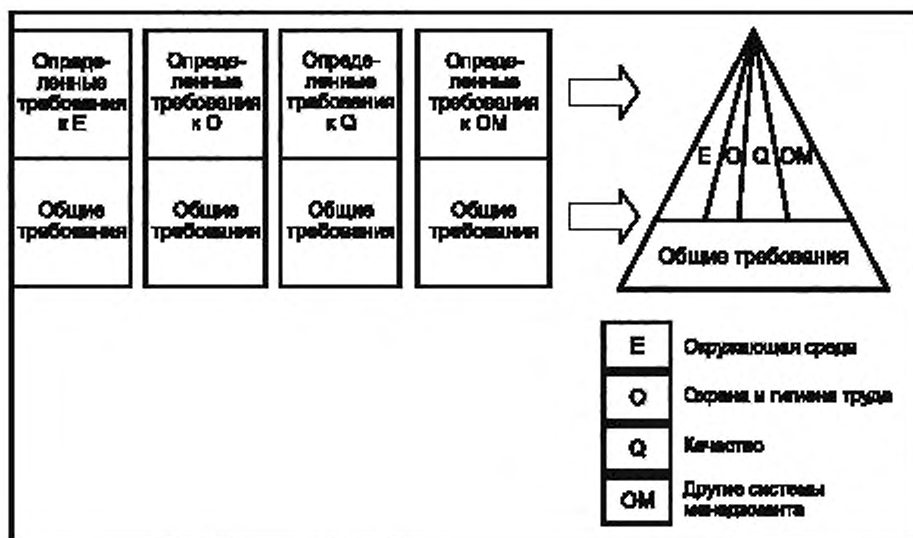 Опреде-
ленные
требования
к E
Опреде-
ленные
требования
к O
Опреде-
ленные
требования
к Q
Опреде-
ленные
требования
к OM
Общие
требования
Общие
требования
Общие
требования
Общие
требования
E O Q OM
Общие требования
E Окружающая среда
O Охрана и гигиена труда
Q Качество
OM Другие системы
менеджмента